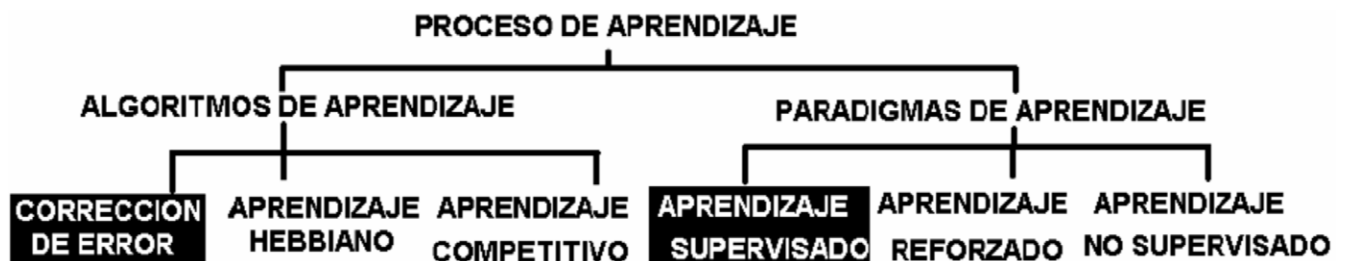 PROCESO DE APRENDIZAJE
ALGORITMOS DE APRENDIZAJE
PARADIGMAS DE APRENDIZAJE
CORRECCION
DE ERROR
APRENDIZAJE
HEBBIANO
APRENDIZAJE
COMPETITIVO
APRENDIZAJE
SUPERVISADO
APRENDIZAJE
REFORZADO
APRENDIZAJE
NO SUPERVISADO